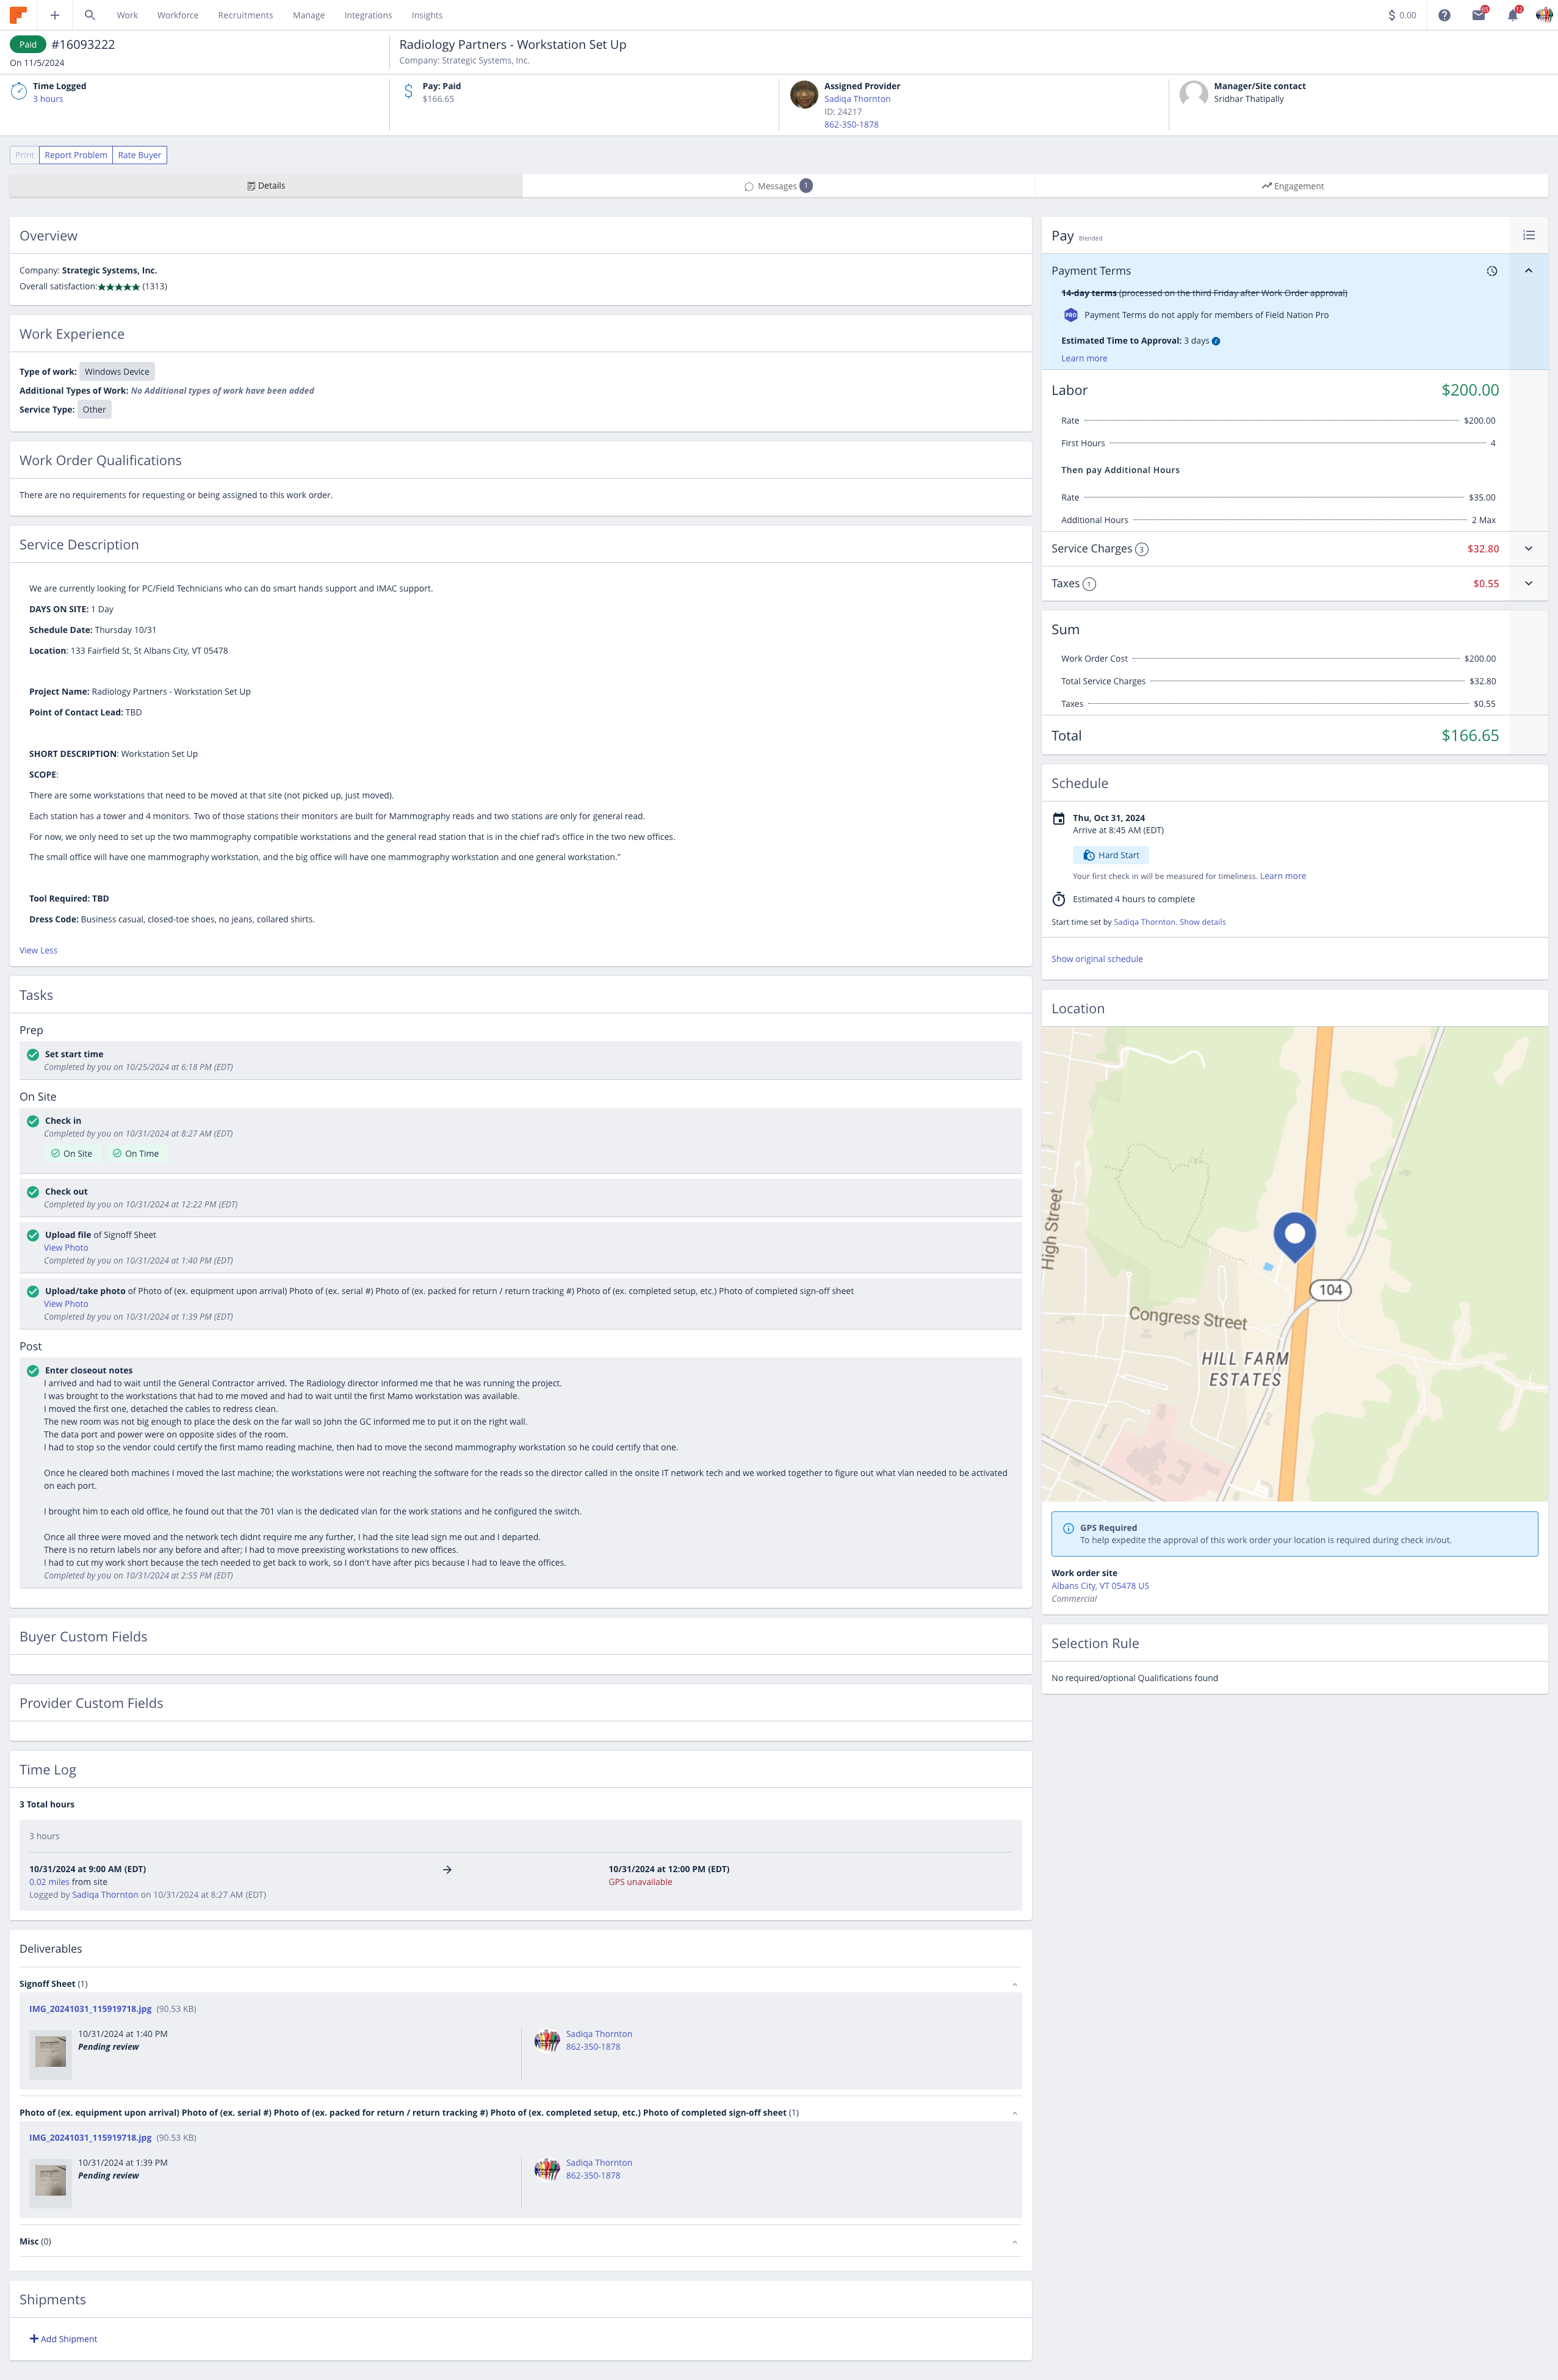 Work Workforce Recruitments Manage Integrations Insights $ 0.00 95 12
Paid #16093222
On 11/5/2024
Radiology Partners - Workstation Set Up
Company: Strategic Systems, Inc.
Time Logged
3 hours
Pay: Paid
$166.65
Assigned Provider
Sadiqa Thornton
ID: 24217
862-350-1878
Manager/Site contact
Sridhar Thatipally
Print Report Problem Rate Buyer
Details Messages 1 Engagement
Overview
Company: Strategic Systems, Inc.
Overall satisfaction:★★★★★ (1313)
Work Experience
Type of work: Windows Device
Additional Types of Work: No Additional types of work have been added
Service Type: Other
Work Order Qualifications
There are no requirements for requesting or being assigned to this work order.
Service Description
We are currently looking for PC/Field Technicians who can do smart hands support and IMAC support.
DAYS ON SITE: 1 Day
Schedule Date: Thursday 10/31
Location: 133 Fairfield St, St Albans City, VT 05478
Project Name: Radiology Partners - Workstation Set Up
Point of Contact Lead: TBD
SHORT DESCRIPTION: Workstation Set Up
SCOPE:
There are some workstations that need to be moved at that site (not picked up, just moved).
Each station has a tower and 4 monitors. Two of those stations their monitors are built for Mammography reads and two stations are only for general read.
For now, we only need to set up the two mammography compatible workstations and the general read station that is in the chief rad's office in the two new offices.
The small office will have one mammography workstation, and the big office will have one mammography workstation and one general workstation."
Tool Required: TBD
Dress Code: Business casual, closed-toe shoes, no jeans, collared shirts.
View Less
Tasks
Prep
Set start time
Completed by you on 10/25/2024 at 6:18 PM (EDT)
On Site
Check in
Completed by you on 10/31/2024 at 8:27 AM (EDT)
On Site On Time
Check out
Completed by you on 10/31/2024 at 12:22 PM (EDT)
Upload file of Signoff Sheet
View Photo
Completed by you on 10/31/2024 at 1:40 PM (EDT)
Upload/take photo of Photo of (ex. equipment upon arrival) Photo of (ex. serial #) Photo of (ex. packed for return / return tracking #) Photo of (ex. completed setup, etc.) Photo of completed sign-off sheet
View Photo
Completed by you on 10/31/2024 at 1:39 PM (EDT)
Post
Enter closeout notes
I arrived and had to wait until the General Contractor arrived. The Radiology director informed me that he was running the project.
I was brought to the workstations that had to me moved and had to wait until the first Mamo workstation was available.
I moved the first one, detached the cables to redress clean.
The new room was not big enough to place the desk on the far wall so John the GC informed me to put it on the right wall.
The data port and power were on opposite sides of the room.
I had to stop so the vendor could certify the first mamo reading machine, then had to move the second mammography workstation so he could certify that one.
Once he cleared both machines I moved the last machine; the workstations were not reaching the software for the reads so the director called in the onsite IT network tech and we worked together to figure out what vlan needed to be activated
on each port.
I brought him to each old office, he found out that the 701 vlan is the dedicated vlan for the work stations and he configured the switch.
Once all three were moved and the network tech didnt require me any further, I had the site lead sign me out and I departed.
There is no return labels nor any before and after; I had to move preexisting workstations to new offices.
I had to cut my work short because the tech needed to get back to work, so I don't have after pics because I had to leave the offices.
Completed by you on 10/31/2024 at 2:55 PM (EDT)
Buyer Custom Fields
Provider Custom Fields
Time Log
3 Total hours
3 hours
10/31/2024 at 9:00 AM (EDT)
0.02 miles from site
Logged by Sadiqa Thornton on 10/31/2024 at 8:27 AM (EDT)
10/31/2024 at 12:00 PM (EDT)
GPS unavailable
Deliverables
Signoff Sheet (1)
IMG_20241031_115919718.jpg (90.53 KB)
10/31/2024 at 1:40 PM
Pending review
Sadiqa Thornton
862-350-1878
Photo of (ex. equipment upon arrival) Photo of (ex. serial #) Photo of (ex. packed for return / return tracking #) Photo of (ex. completed setup, etc.) Photo of completed sign-off sheet (1)
IMG_20241031_115919718.jpg (90.53 KB)
10/31/2024 at 1:39 PM
Pending review
Sadiqa Thornton
862-350-1878
Misc (0)
Shipments
Add Shipment
Pay Blended
Payment Terms
14-day terms (processed on the third Friday after Work Order approval)
PRO Payment Terms do not apply for members of Field Nation Pro
Estimated Time to Approval: 3 days
Learn more
Labor $200.00
Rate $200.00
First Hours 4
Then pay Additional Hours
Rate $35.00
Additional Hours 2 Max
Service Charges 3 $32.80
Taxes 1 $0.55
Sum
Work Order Cost $200.00
Total Service Charges $32.80
Taxes $0.55
Total $166.65
Schedule
Thu, Oct 31, 2024
Arrive at 8:45 AM (EDT)
Hard Start
Your first check in will be measured for timeliness. Learn more
Estimated 4 hours to complete
Start time set by Sadiqa Thornton. Show details
Show original schedule
Location
High Street
104
Congress Street
HILL FARM
ESTATES
GPS Required
To help expedite the approval of this work order your location is required during check in/out.
Work order site
Albans City, VT 05478 US
Commercial
Selection Rule
No required/optional Qualifications found